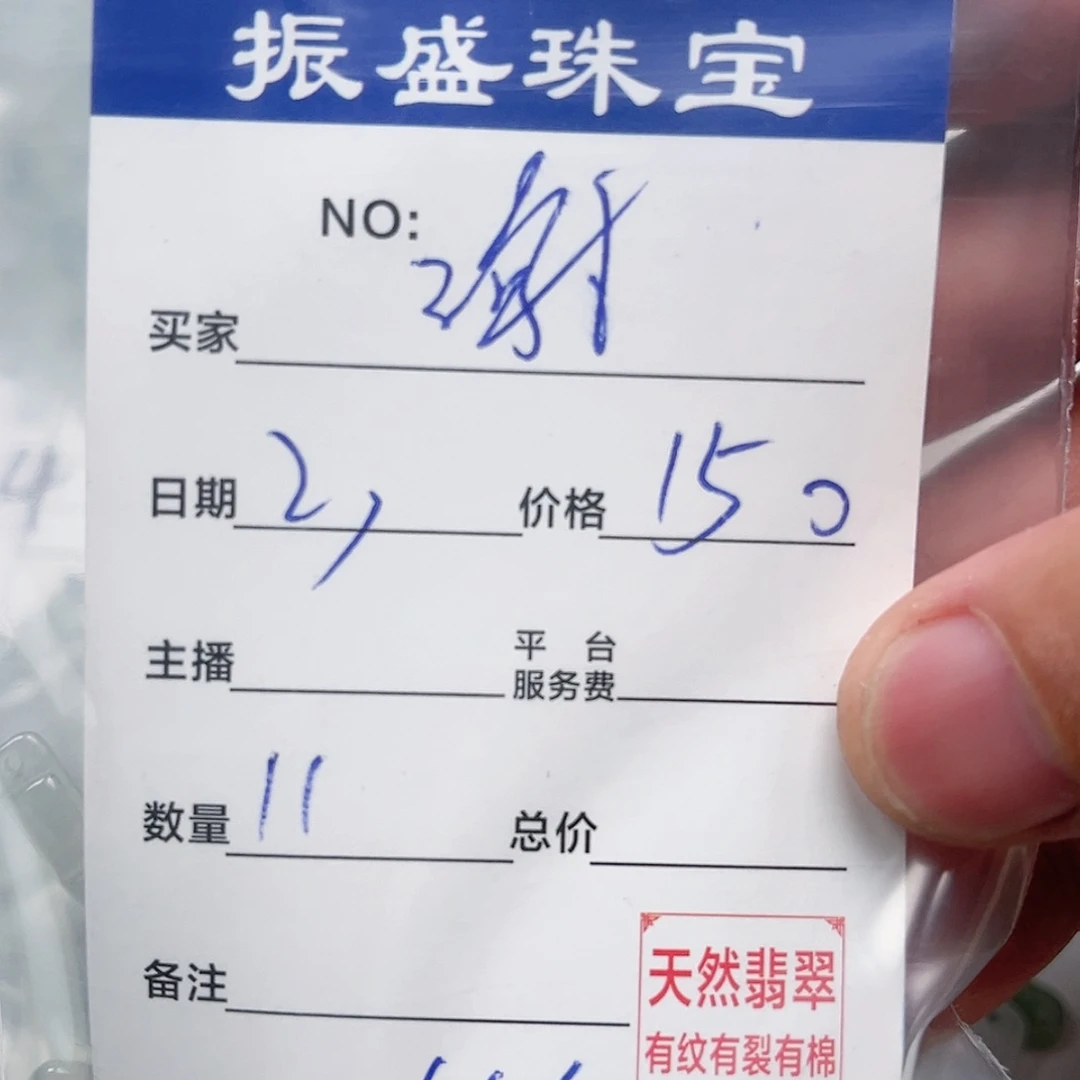 振盛珠宝
NO:
买家 谢
日期 2, 价格 150
主播 平台服务费
数量 11 总价
备注
天然翡翠
有纹有裂有棉